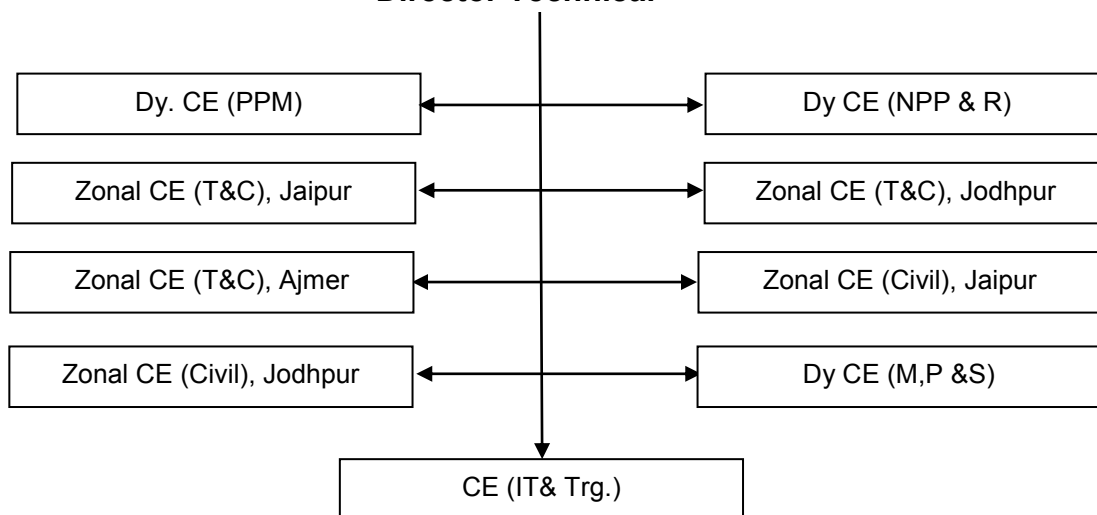 Director Technical
Dy. CE (PPM)
Dy CE (NPP & R)
Zonal CE (T&C), Jaipur
Zonal CE (T&C), Jodhpur
Zonal CE (T&C), Ajmer
Zonal CE (Civil), Jaipur
Zonal CE (Civil), Jodhpur
Dy CE (M,P &S)
CE (IT& Trg.)